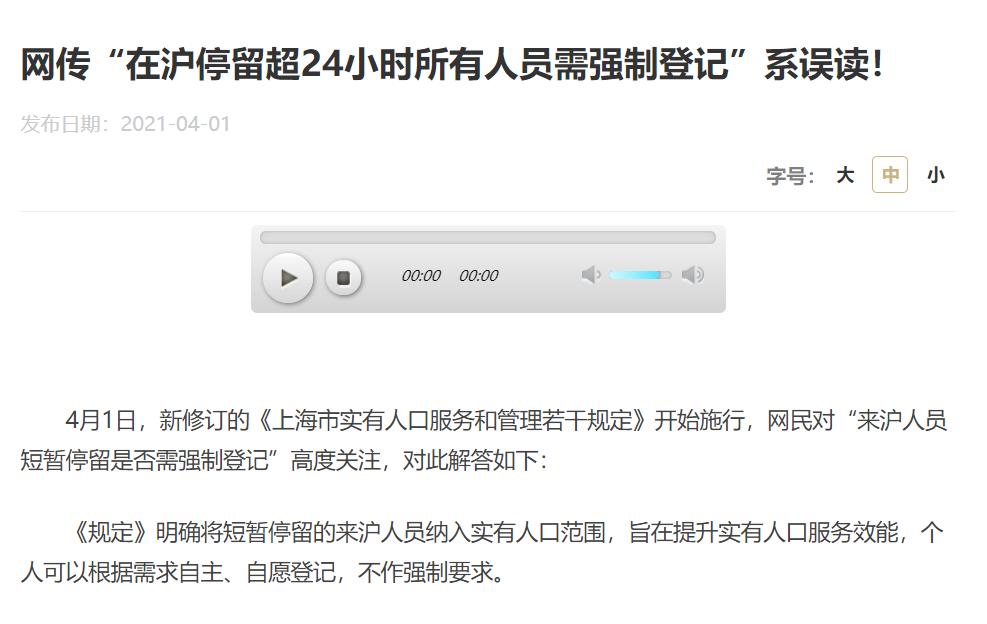 网传“在沪停留超24小时所有人员需强制登记”系误读！
发布日期：2021-04-01
字号： 大 中 小
00:00 00:00
4月1日，新修订的《上海市实有人口服务和管理若干规定》开始施行，网民对“来沪人员
短暂停留是否需强制登记”高度关注，对此解答如下：
《规定》明确将短暂停留的来沪人员纳入实有人口范围，旨在提升实有人口服务效能，个
人可以根据需求自主、自愿登记，不作强制要求。